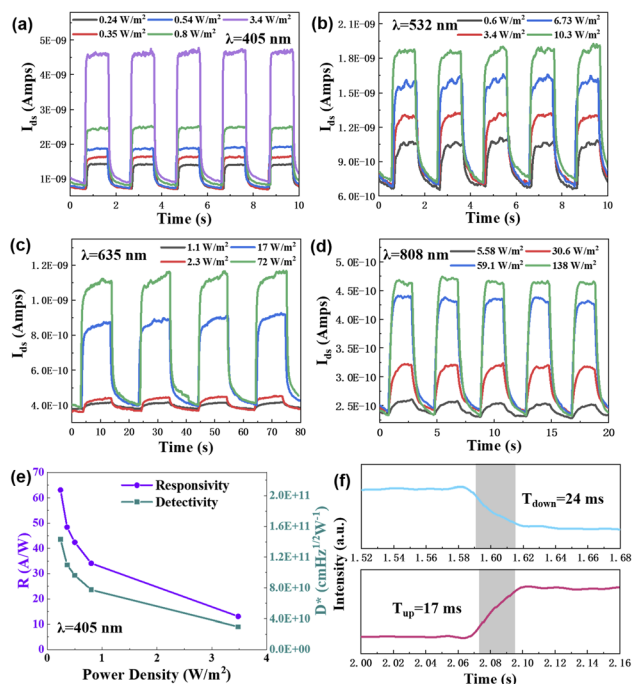 (a)
0.24 W/m² 0.54 W/m² 3.4 W/m²
0.35 W/m² 0.8 W/m²
λ=405 nm
5E-09
4E-09
3E-09
2E-09
1E-09
Ids (Amps)
0 2 4 6 8 10
Time (s)
(b)
0.6 W/m² 6.73 W/m²
3.4 W/m² 10.3 W/m²
λ=532 nm
2.1E-09
1.8E-09
1.5E-09
1.2E-09
9.0E-10
6.0E-10
Ids (Amps)
0 2 4 6 8 10
Time (s)
(c)
λ=635 nm
1.1 W/m² 17 W/m²
2.3 W/m² 72 W/m²
1.2E-09
1.0E-09
8.0E-10
6.0E-10
4.0E-10
Ids (Amps)
0 10 20 30 40 50 60 70 80
Time (s)
(d)
λ=808 nm
5.58 W/m² 30.6 W/m²
59.1 W/m² 138 W/m²
5.0E-10
4.5E-10
4.0E-10
3.5E-10
3.0E-10
2.5E-10
Ids (Amps)
0 5 10 15 20
Time (s)
(e)
Responsivity
Detectivity
λ=405 nm
70
60
50
40
30
20
10
0
R (A/W)
2.0E+11
1.6E+11
1.2E+11
8.0E+10
4.0E+10
0.0E+00
D* (cmHz1/2W-1)
0 1 2 3 4
Power Density (W/m²)
(f)
Tdown=24 ms
1.52 1.54 1.56 1.58 1.60 1.62 1.64 1.66 1.68
Intensity (a.u.)
Tup=17 ms
2.00 2.02 2.04 2.06 2.08 2.10 2.12 2.14 2.16
Time (s)